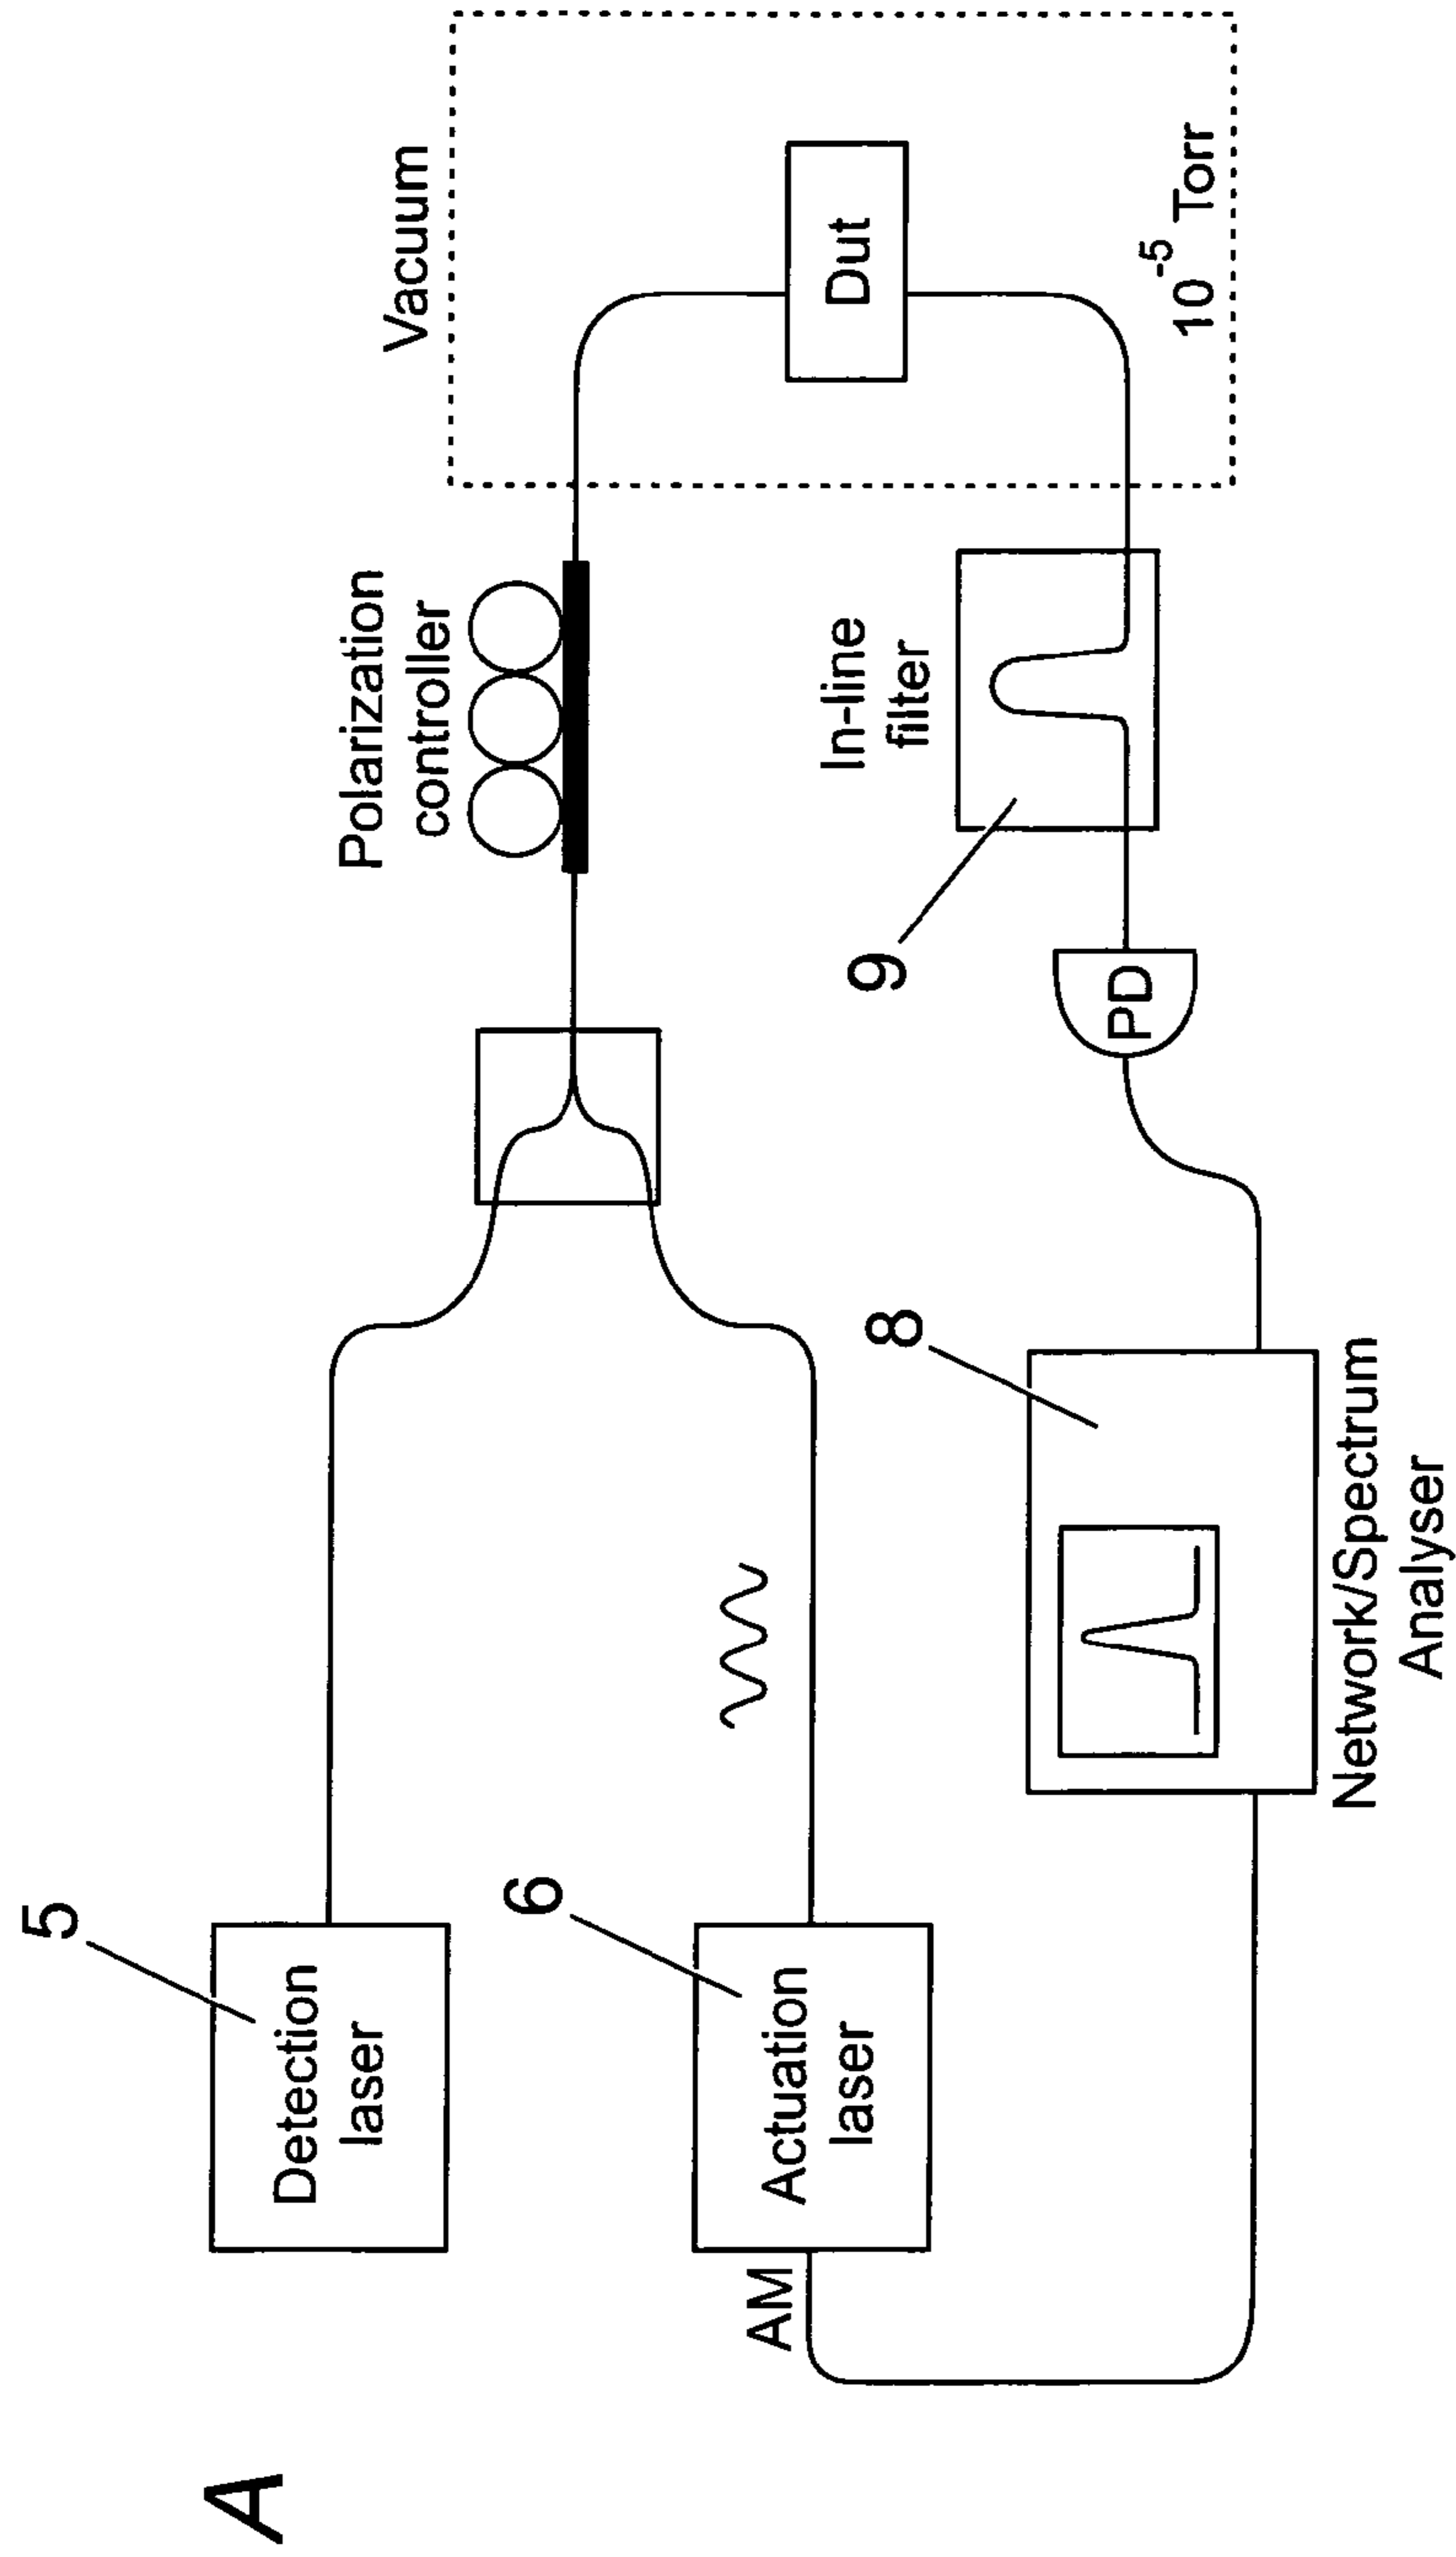 A
5
Detection
laser
6
Actuation
laser
AM
Polarization
controller
Vacuum
Dut
10-5 Torr
In-line
filter
9
PD
8
Network/Spectrum
Analyser